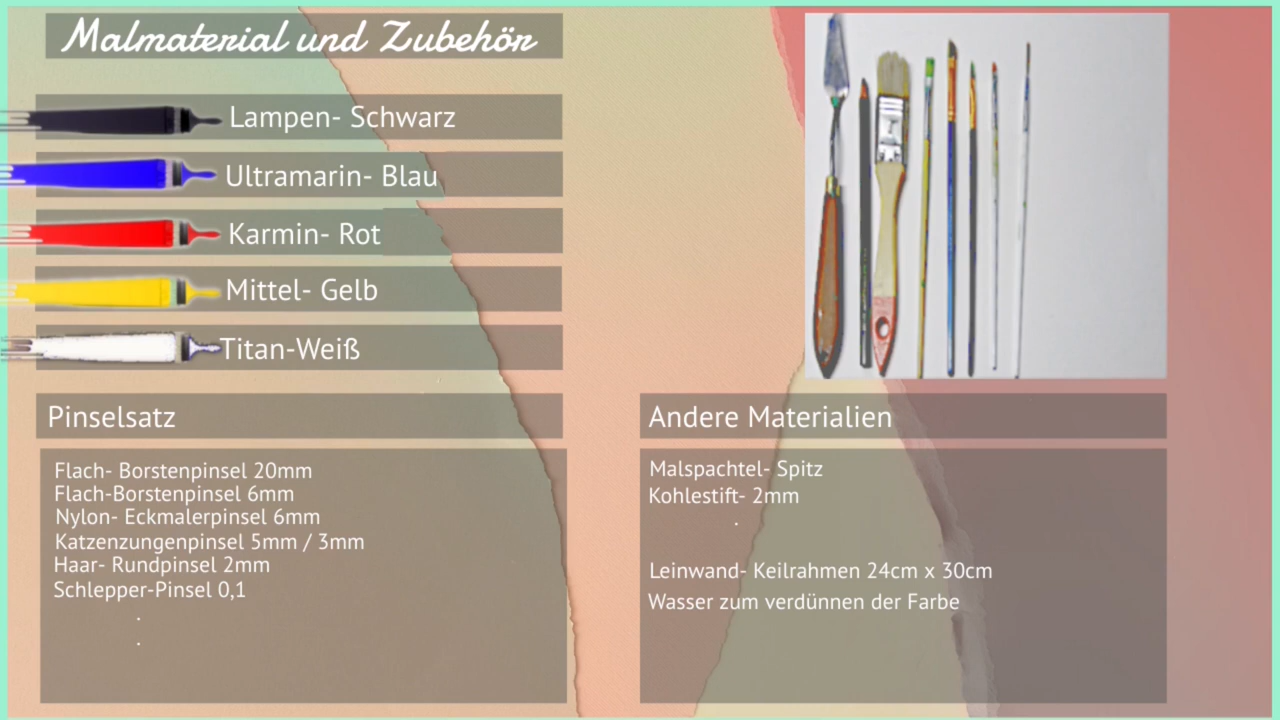 Malmaterial und Zubehör
Lampen- Schwarz
Ultramarin- Blau
Karmin- Rot
Mittel- Gelb
Titan-Weiß
Pinselsatz
Flach- Borstenpinsel 20mm
Flach-Borstenpinsel 6mm
Nylon- Eckmalerpinsel 6mm
Katzenzungenpinsel 5mm / 3mm
Haar- Rundpinsel 2mm
Schlepper-Pinsel 0,1
.
.
Andere Materialien
Malspachtel- Spitz
Kohlestift- 2mm
.
Leinwand- Keilrahmen 24cm x 30cm
Wasser zum verdünnen der Farbe